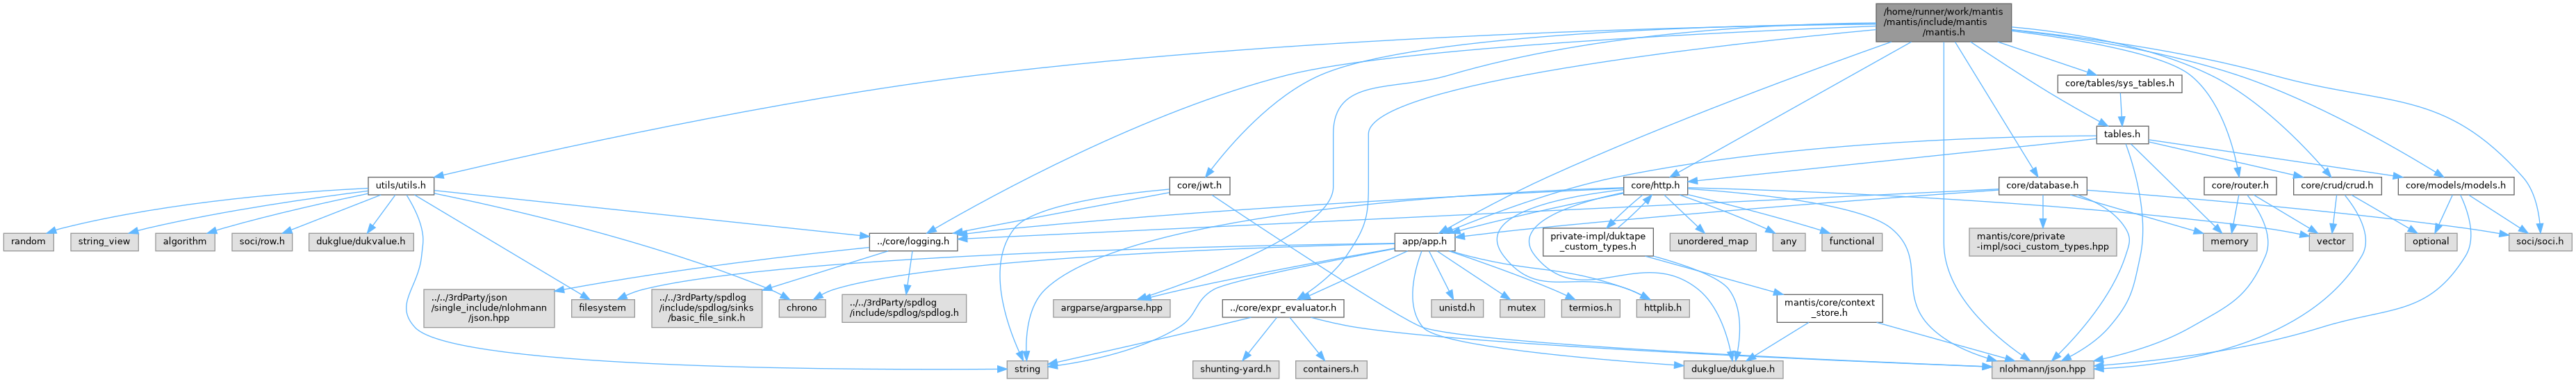 /home/runner/work/mantis
/mantis/include/mantis
/mantis.h
core/tables/sys_tables.h
tables.h
utils/utils.h
core/jwt.h
core/http.h
core/database.h
core/router.h
core/crud/crud.h
core/models/models.h
random
string_view
algorithm
soci/row.h
dukglue/dukvalue.h
../core/logging.h
app/app.h
private-impl/duktape
_custom_types.h
unordered_map
any
functional
mantis/core/private
-impl/soci_custom_types.hpp
memory
vector
optional
soci/soci.h
../../3rdParty/json
/single_include/nlohmann
/json.hpp
filesystem
../../3rdParty/spdlog
/include/spdlog/sinks
/basic_file_sink.h
chrono
../../3rdParty/spdlog
/include/spdlog/spdlog.h
argparse/argparse.hpp
../core/expr_evaluator.h
unistd.h
mutex
termios.h
httplib.h
mantis/core/context
_store.h
string
shunting-yard.h
containers.h
dukglue/dukglue.h
nlohmann/json.hpp